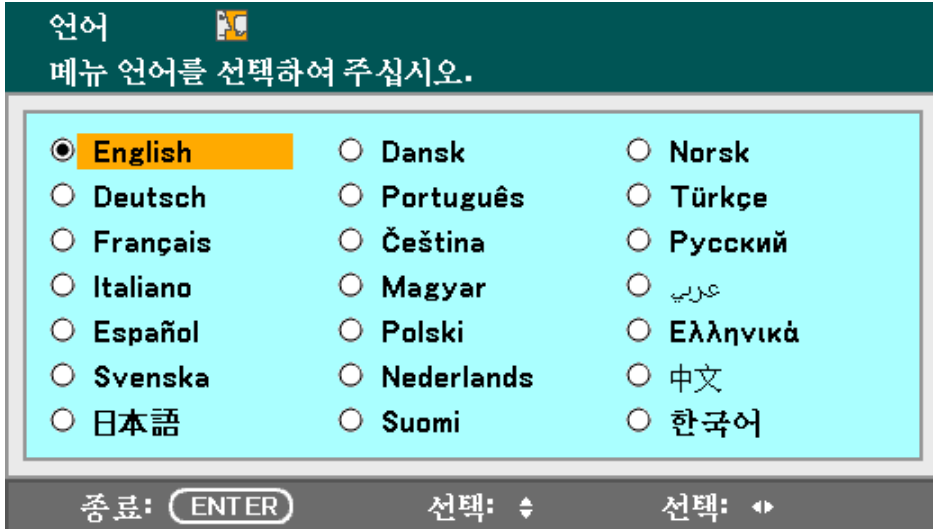 언어
메뉴 언어를 선택하여 주십시오.
English Dansk Norsk
Deutsch Português Türkçe
Français Čeština Русский
Italiano Magyar عربي
Español Polski Ελληνικά
Svenska Nederlands 中文
日本語 Suomi 한국어
종료: ENTER 선택: 선택: